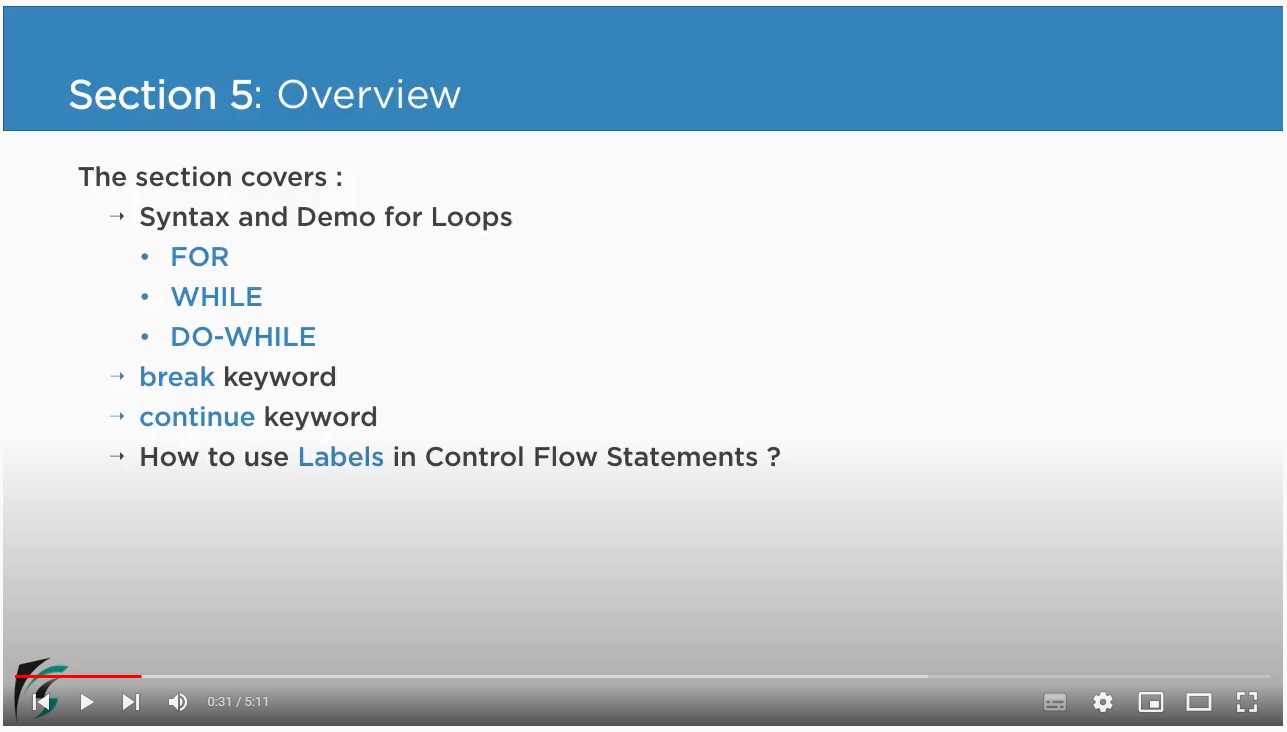 Section 5: Overview
The section covers :
→ Syntax and Demo for Loops
• FOR
• WHILE
• DO-WHILE
→ break keyword
→ continue keyword
→ How to use Labels in Control Flow Statements ?
0:31 / 5:11